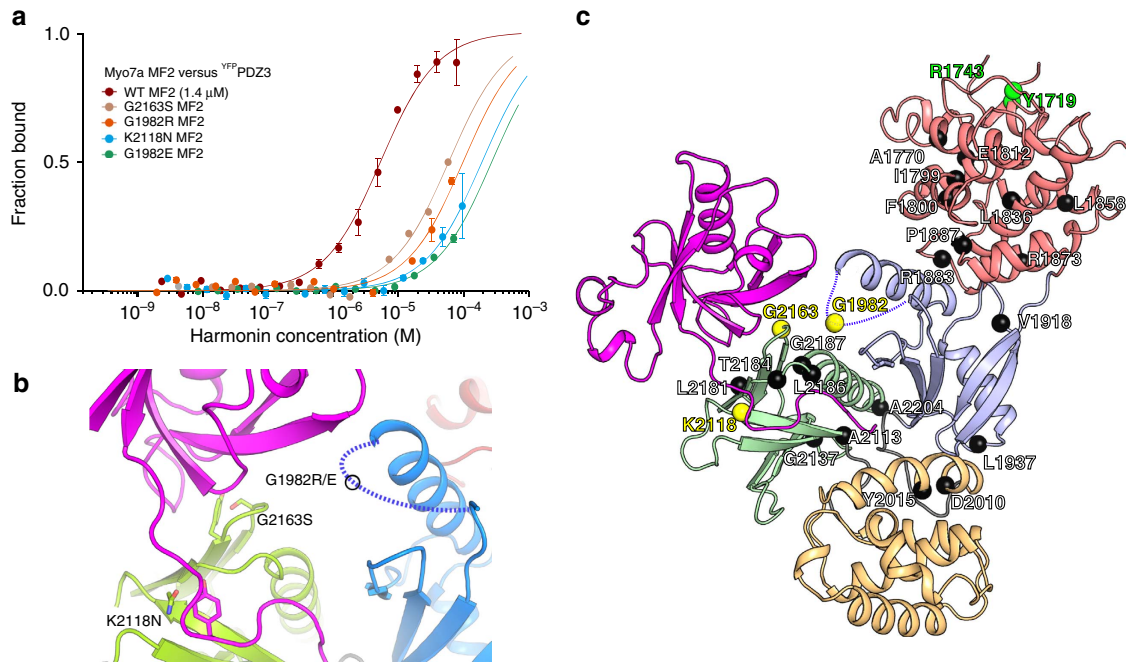 a
1.0
0.5
0.0
Fraction bound
Myo7a MF2 versus YFPPDZ3
WT MF2 (1.4 μM)
G2163S MF2
G1982R MF2
K2118N MF2
G1982E MF2
10−9
10−8
10−7
10−6
10−5
10−4
10−3
Harmonin concentration (M)
b
G1982R/E
G2163S
K2118N
c
R1743
Y1719
A1770
E1812
I1799
F1800
L1836
L1858
P1887
R1873
R1883
G2163
G1982
V1918
G2187
T2184
L2181
L2186
K2118
A2204
A2113
G2137
L1937
Y2015
D2010